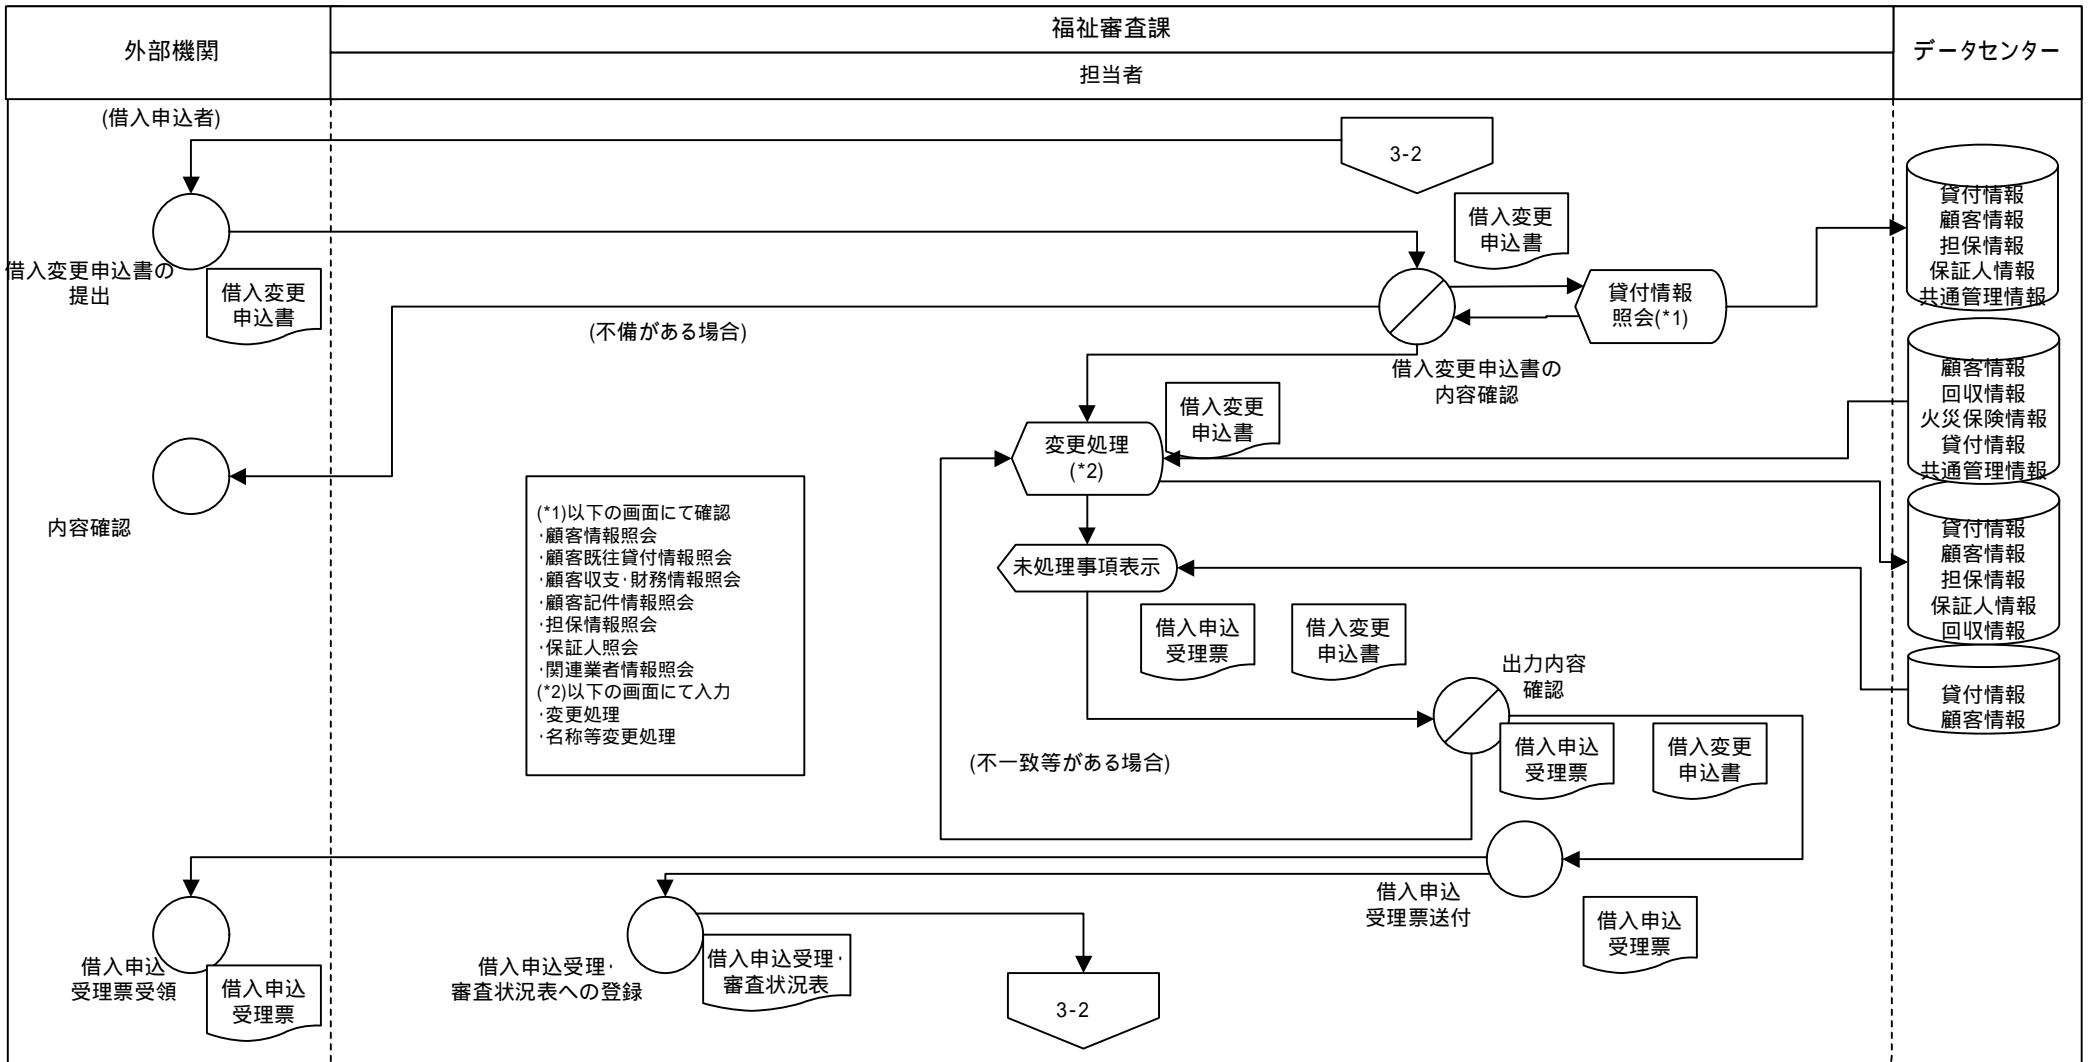 外部機関
福祉審査課
担当者
データセンター
(借入申込者)
3-2
借入変更申込書の
提出
借入変更
申込書
(不備がある場合)
借入変更
申込書
貸付情報
照会(*1)
借入変更申込書の
内容確認
貸付情報
顧客情報
担保情報
保証人情報
共通管理情報
借入変更
申込書
変更処理
(*2)
顧客情報
回収情報
火災保険情報
貸付情報
共通管理情報
内容確認
(*1)以下の画面にて確認
・顧客情報照会
・顧客既往貸付情報照会
・顧客収支・財務情報照会
・顧客記件情報照会
・担保情報照会
・保証人照会
・関連業者情報照会
(*2)以下の画面にて入力
・変更処理
・名称等変更処理
未処理事項表示
貸付情報
顧客情報
担保情報
保証人情報
回収情報
借入申込
受理票
借入変更
申込書
出力内容
確認
貸付情報
顧客情報
(不一致等がある場合)
借入申込
受理票
借入変更
申込書
借入申込
受理票送付
借入申込
受理票
借入申込
受理票受領
借入申込
受理票
借入申込受理・
審査状況表への登録
借入申込受理・
審査状況表
3-2